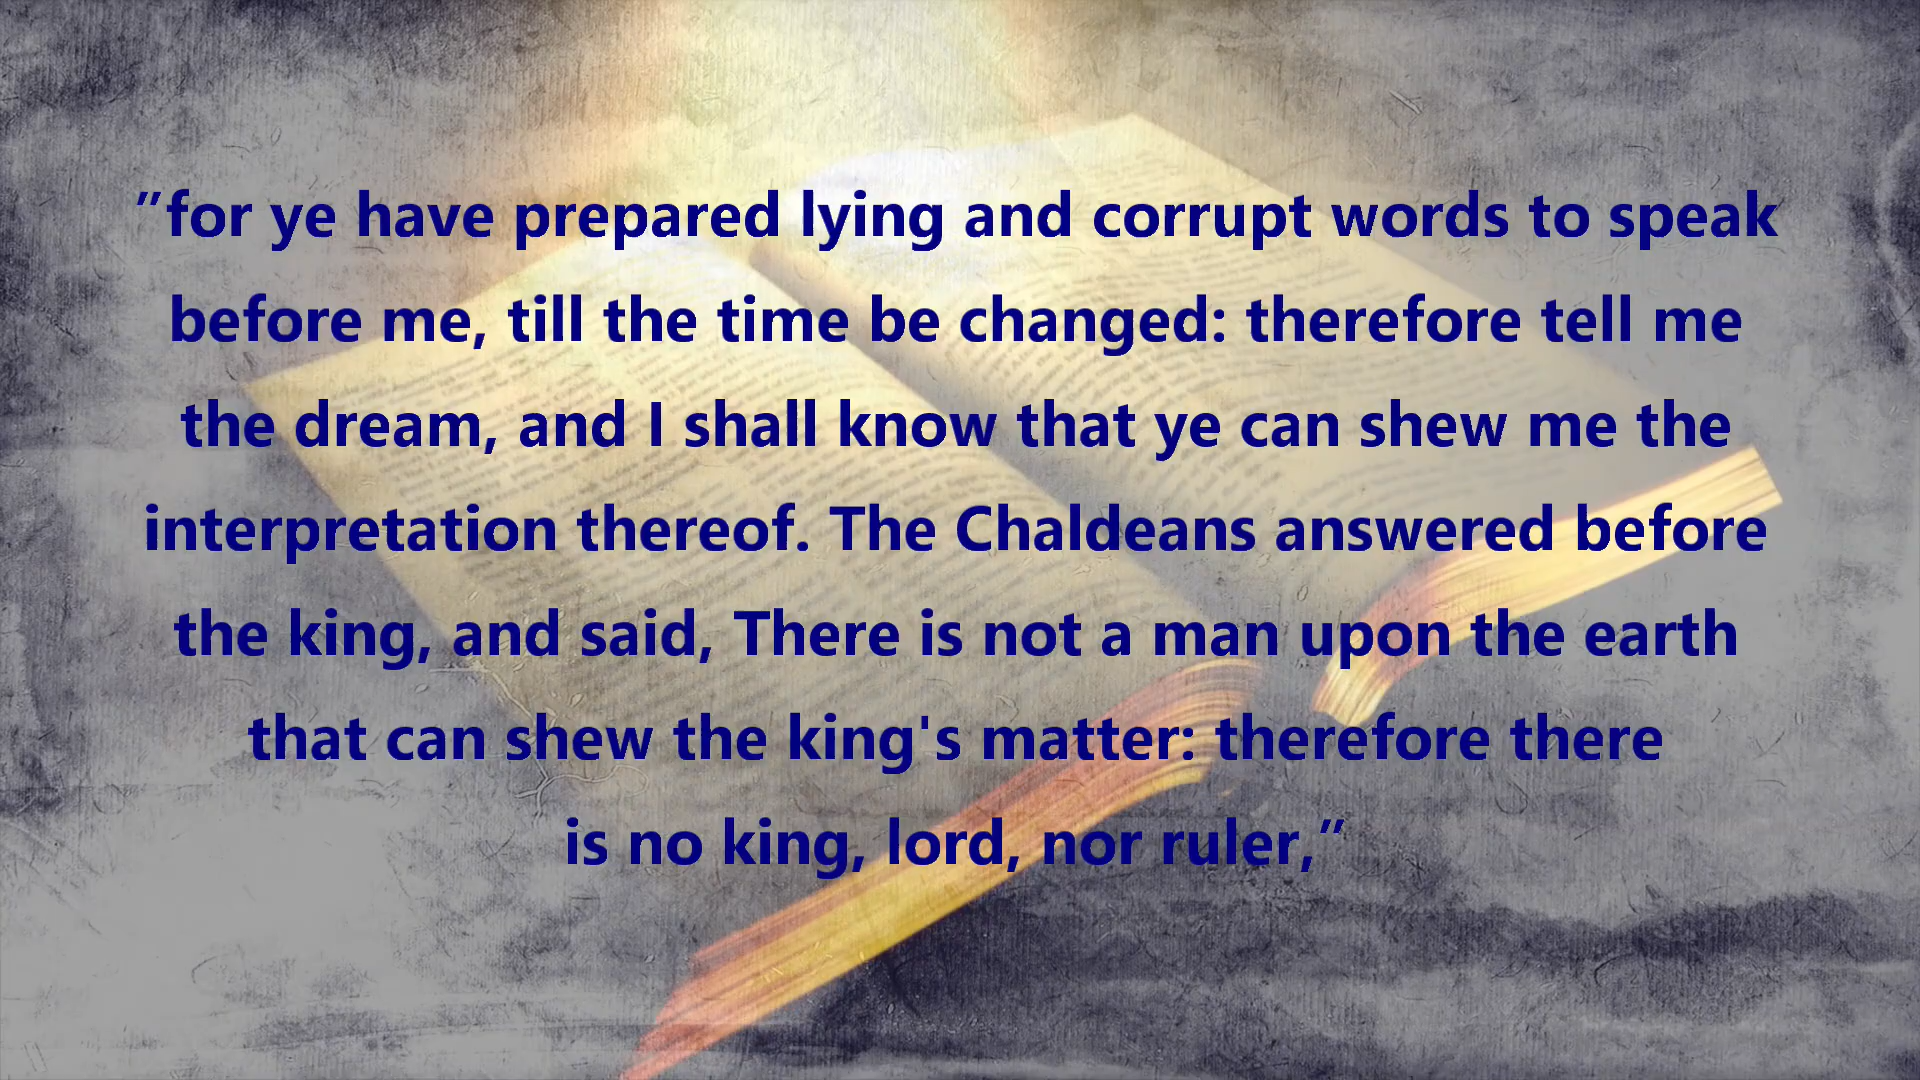 "for ye have prepared lying and corrupt words to speak
before me, till the time be changed: therefore tell me
the dream, and I shall know that ye can shew me the
interpretation thereof. The Chaldeans answered before
the king, and said, There is not a man upon the earth
that can shew the king's matter: therefore there
is no king, lord, nor ruler,"